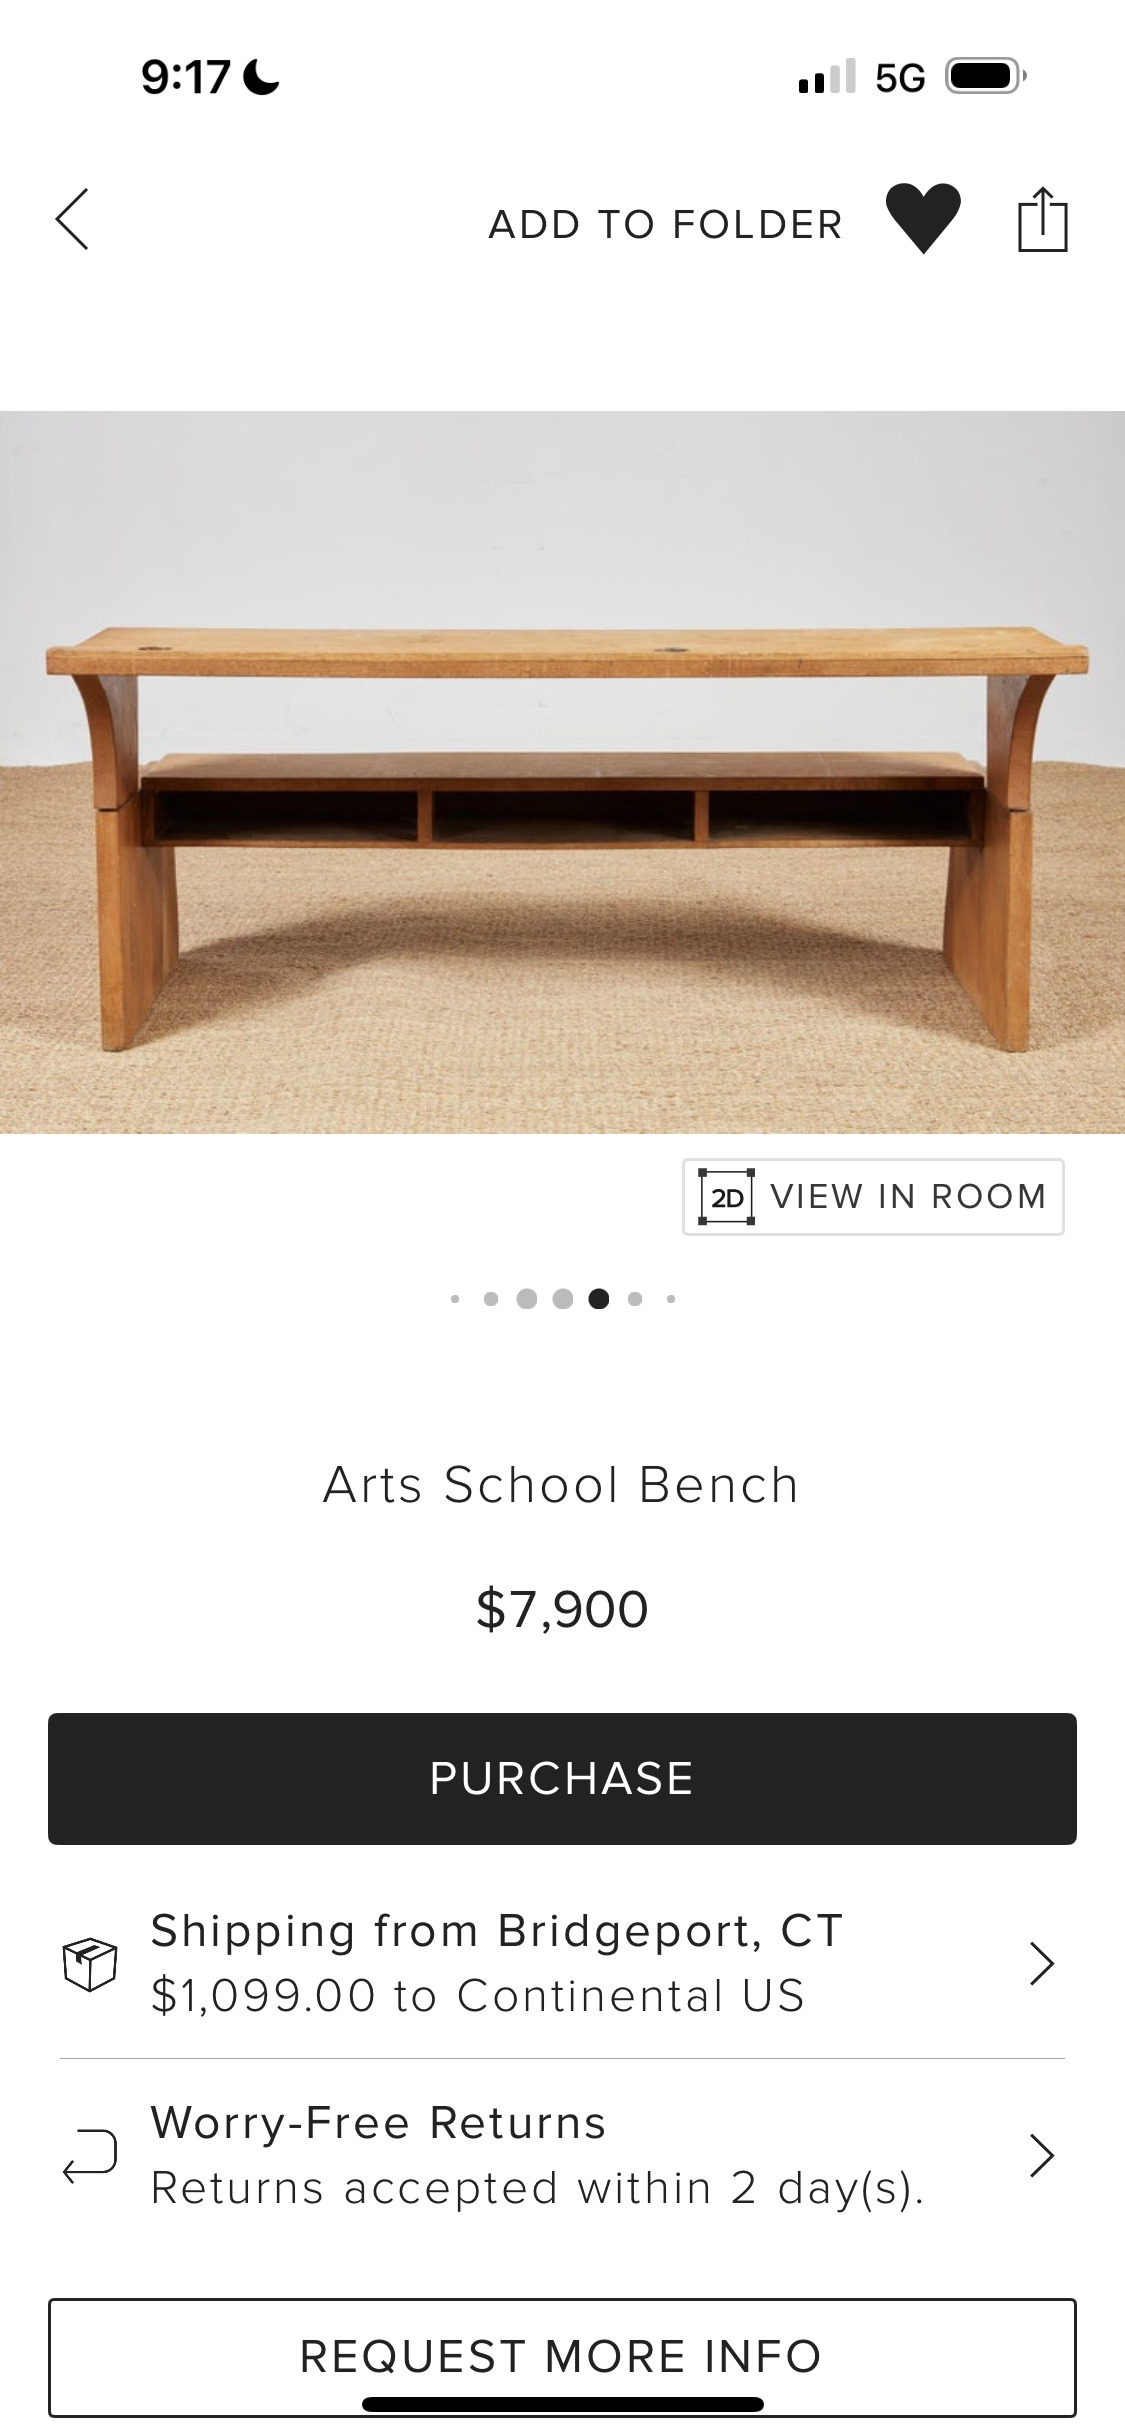 9:17
5G
ADD TO FOLDER
2D VIEW IN ROOM
Arts School Bench
$7,900
PURCHASE
Shipping from Bridgeport, CT
$1,099.00 to Continental US
Worry-Free Returns
Returns accepted within 2 day(s).
REQUEST MORE INFO